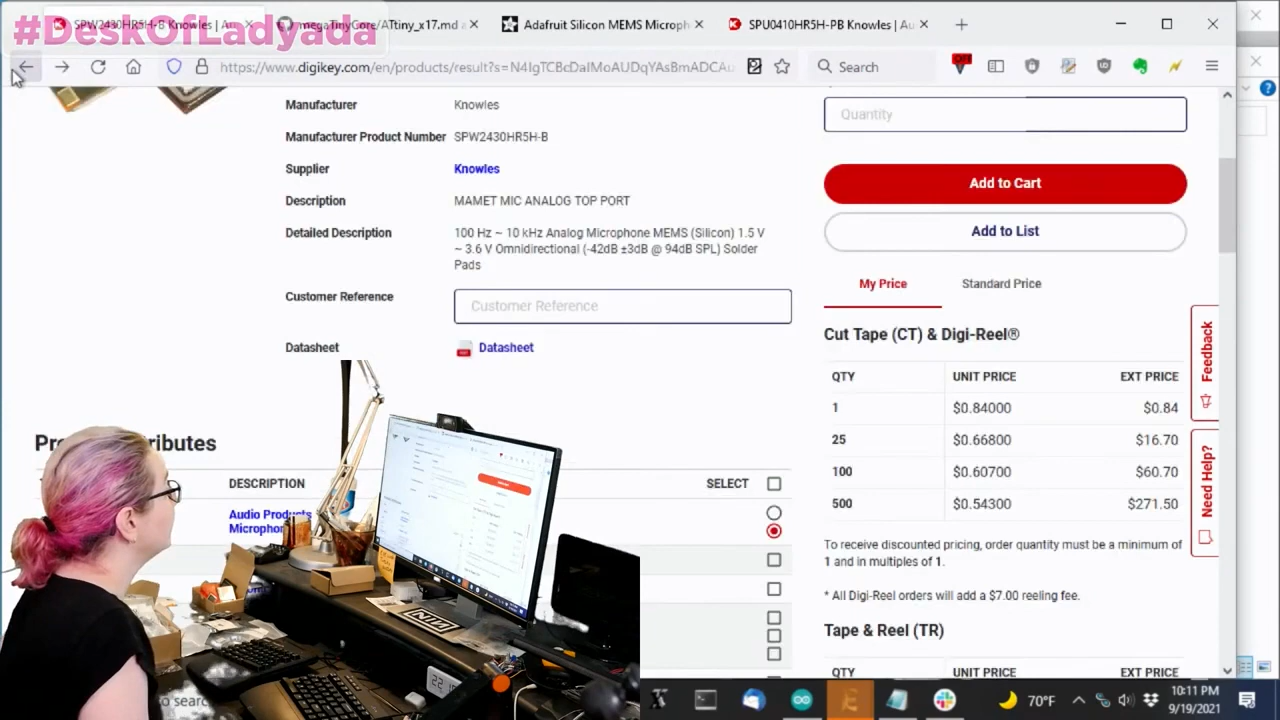 #DeskOfLadyada
SPW2430HR5H-B Knowles | Au
megaTinyCore/ATtiny_x17.md a
Adafruit Silicon MEMS Microph
SPU0410HR5H-PB Knowles | Au
https://www.digikey.com/en/products/result?s=N4IgTCBcDaIMoAUDqYAsBmADCAu
Search
OFF
Manufacturer
Knowles
Manufacturer Product Number
SPW2430HR5H-B
Supplier
Knowles
Description
MAMET MIC ANALOG TOP PORT
Detailed Description
100 Hz ~ 10 kHz Analog Microphone MEMS (Silicon) 1.5 V
~ 3.6 V Omnidirectional (-42dB ±3dB @ 94dB SPL) Solder
Pads
Customer Reference
Customer Reference
Datasheet
Datasheet
Quantity
Add to Cart
Add to List
My Price
Standard Price
Cut Tape (CT) & Digi-Reel®
QTY
UNIT PRICE
EXT PRICE
1
$0.84000
$0.84
25
$0.66800
$16.70
100
$0.60700
$60.70
500
$0.54300
$271.50
To receive discounted pricing, order quantity must be a minimum of
1 and in multiples of 1.
* All Digi-Reel orders will add a $7.00 reeling fee.
Tape & Reel (TR)
QTY
UNIT PRICE
EXT PRICE
Feedback
Need Help?
Pr
ributes
DESCRIPTION
SELECT
Audio Products
Microphon
NIN
to searc
70°F
10:11 PM
9/19/2021